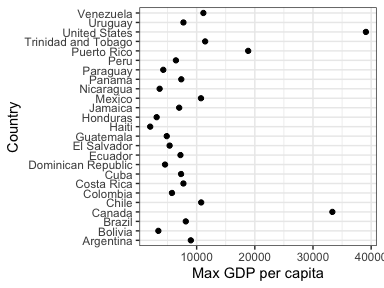 Venezuela
Uruguay
United States
Trinidad and Tobago
Puerto Rico
Peru
Paraguay
Panama
Nicaragua
Mexico
Jamaica
Honduras
Haiti
Guatemala
El Salvador
Ecuador
Dominican Republic
Cuba
Costa Rica
Colombia
Chile
Canada
Brazil
Bolivia
Argentina
Country
10000 20000 30000 4000
Max GDP per capita